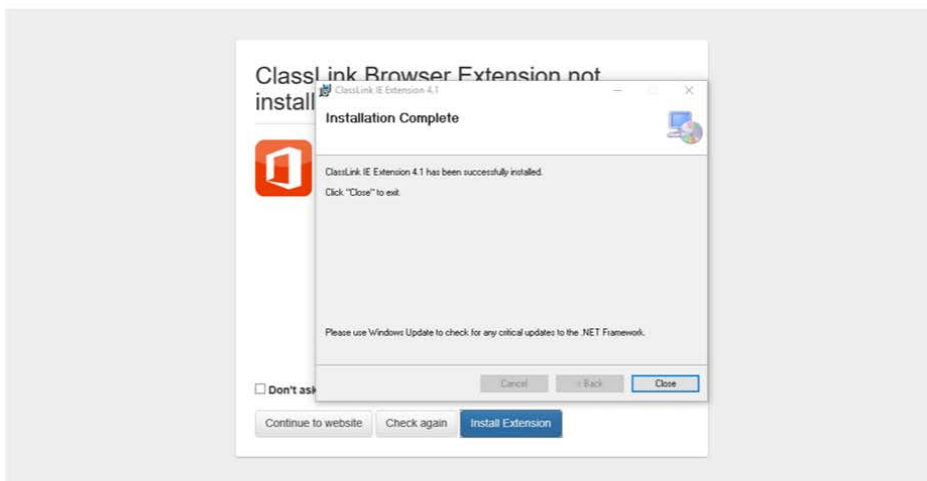 ClassLink Browser Extension not
install
ClassLink IE Extension 4.1
Installation Complete
ClassLink IE Extension 4.1 has been successfully installed.
Click "Close" to exit.
Please use Windows Update to check for any critical updates to the .NET Framework.
Cancel
< Back
Close
Don't ask
Continue to website
Check again
Install Extension